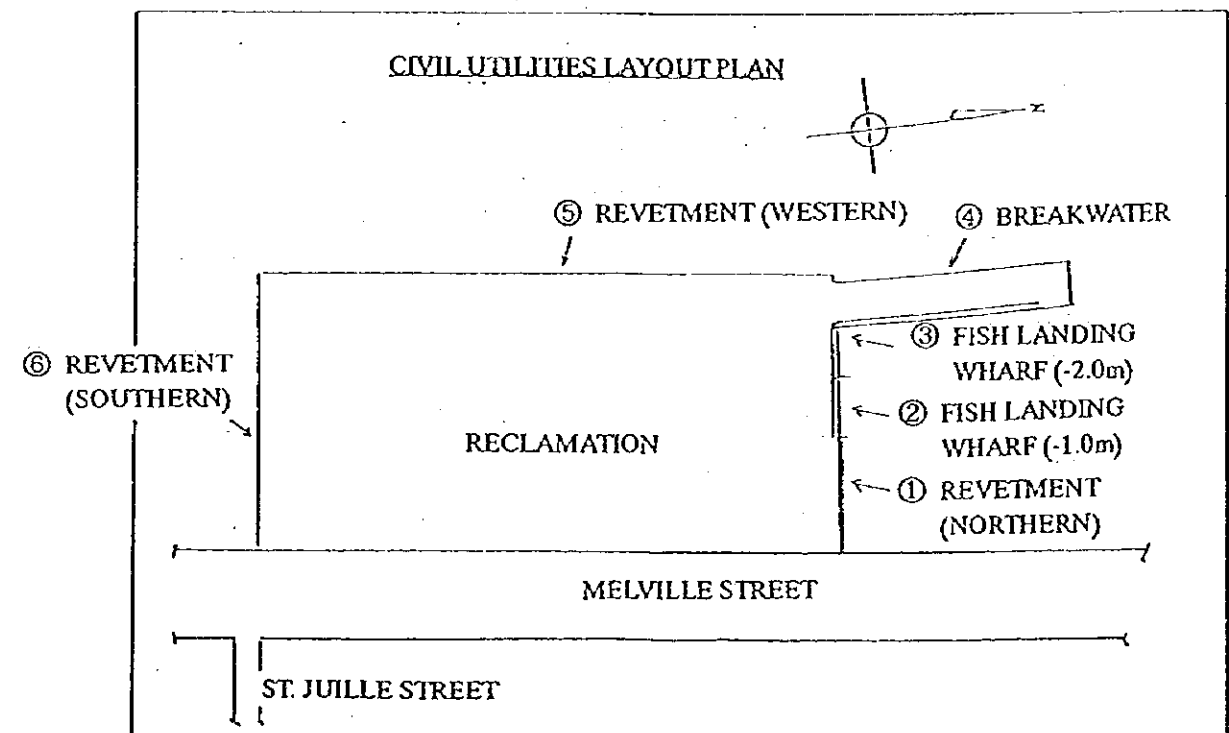 CIVIL UTILITIES LAYOUT PLAN
N
⑤ REVETMENT (WESTERN)
④ BREAKWATER
③ FISH LANDING
WHARF (-2.0m)
⑥ REVETMENT
(SOUTHERN)
② FISH LANDING
WHARF (-1.0m)
RECLAMATION
① REVETMENT
(NORTHERN)
MELVILLE STREET
ST. JUILLE STREET